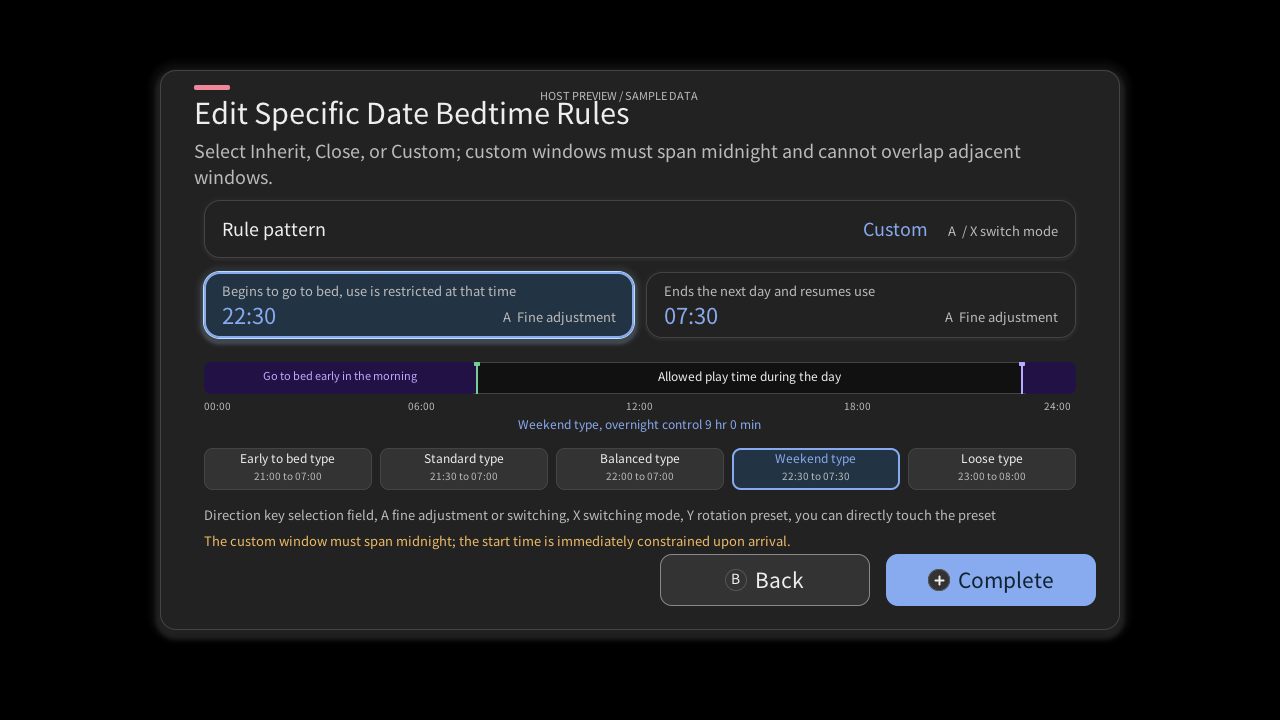 HOST PREVIEW / SAMPLE DATA
Edit Specific Date Bedtime Rules
Select Inherit, Close, or Custom; custom windows must span midnight and cannot overlap adjacent
windows.
Rule pattern
Custom
A / X switch mode
Begins to go to bed, use is restricted at that time
22:30
A Fine adjustment
Ends the next day and resumes use
07:30
A Fine adjustment
Go to bed early in the morning
Allowed play time during the day
00:00
06:00
12:00
18:00
24:00
Weekend type, overnight control 9 hr 0 min
Early to bed type
21:00 to 07:00
Standard type
21:30 to 07:00
Balanced type
22:00 to 07:00
Weekend type
22:30 to 07:30
Loose type
23:00 to 08:00
Direction key selection field, A fine adjustment or switching, X switching mode, Y rotation preset, you can directly touch the preset
The custom window must span midnight; the start time is immediately constrained upon arrival.
B Back
+ Complete